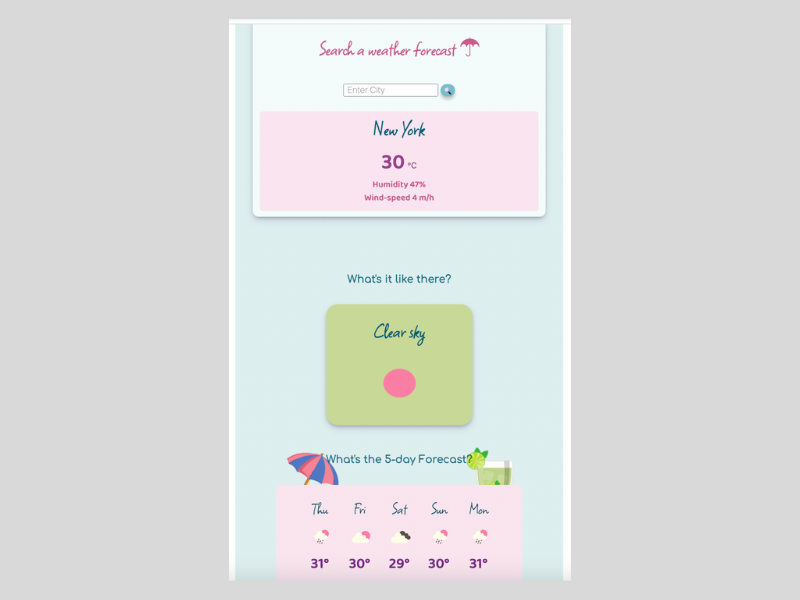 Search a weather forecast
Enter City
New York
30 °C
Humidity 47%
Wind-speed 4 m/h
What's it like there?
Clear sky
What's the 5-day Forecast?
Thu Fri Sat Sun Mon
31° 30° 29° 30° 31°